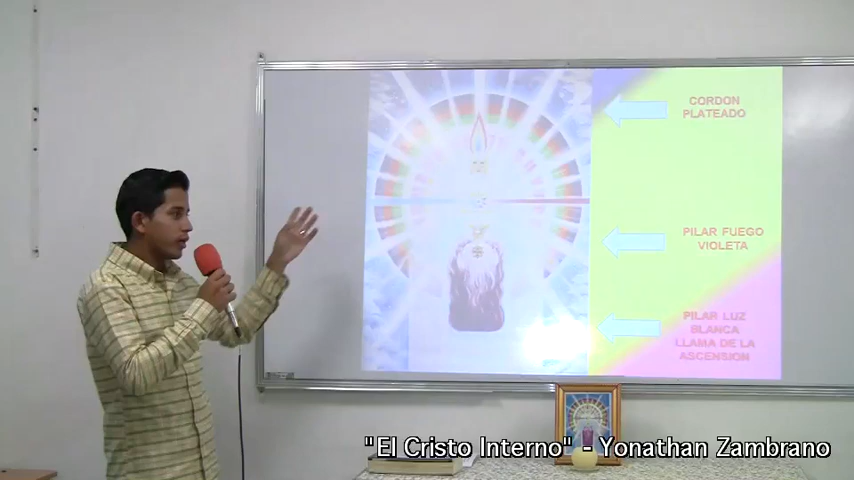 CORDON
PLATEADO
PILAR FUEGO
VIOLETA
PILAR LUZ
BLANCA
LLAMA DE LA
ASCENSION
"El Cristo Interno" - Yonathan Zambrano